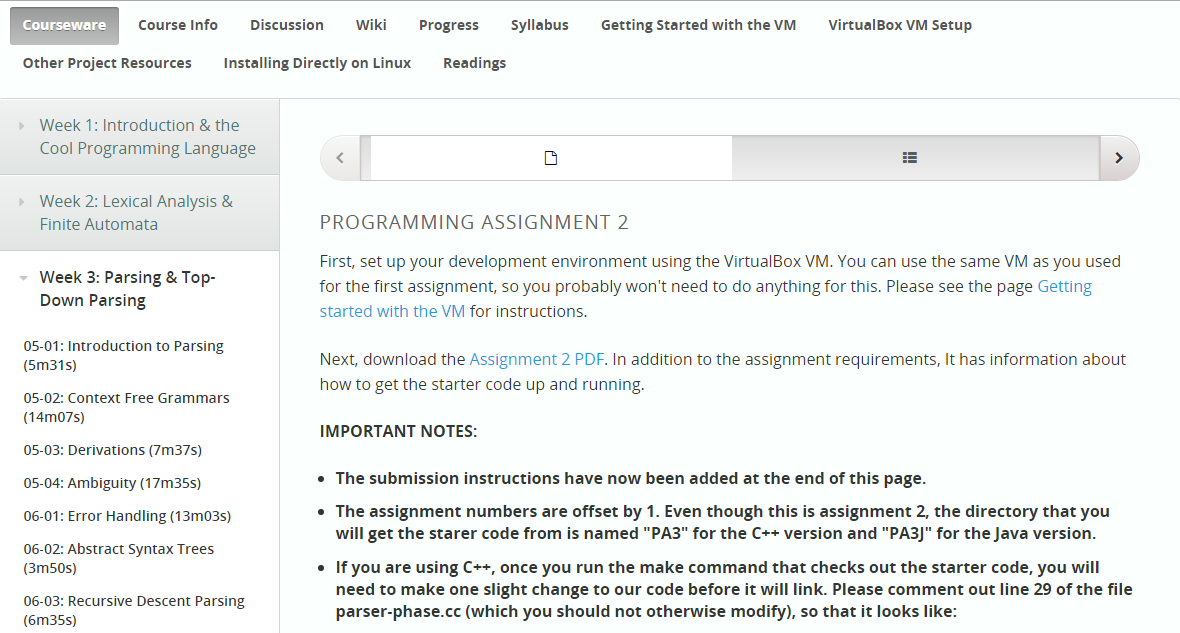 Courseware Course Info Discussion Wiki Progress Syllabus Getting Started with the VM VirtualBox VM Setup
Other Project Resources Installing Directly on Linux Readings
Week 1: Introduction & the
Cool Programming Language
Week 2: Lexical Analysis &
Finite Automata
Week 3: Parsing & Top-
Down Parsing
05-01: Introduction to Parsing
(5m31s)
05-02: Context Free Grammars
(14m07s)
05-03: Derivations (7m37s)
05-04: Ambiguity (17m35s)
06-01: Error Handling (13m03s)
06-02: Abstract Syntax Trees
(3m50s)
06-03: Recursive Descent Parsing
(6m35s)
PROGRAMMING ASSIGNMENT 2
First, set up your development environment using the VirtualBox VM. You can use the same VM as you used
for the first assignment, so you probably won't need to do anything for this. Please see the page Getting
started with the VM for instructions.
Next, download the Assignment 2 PDF. In addition to the assignment requirements, It has information about
how to get the starter code up and running.
IMPORTANT NOTES:
• The submission instructions have now been added at the end of this page.
• The assignment numbers are offset by 1. Even though this is assignment 2, the directory that you
will get the starer code from is named "PA3" for the C++ version and "PA3J" for the Java version.
• If you are using C++, once you run the make command that checks out the starter code, you will
need to make one slight change to our code before it will link. Please comment out line 29 of the file
parser-phase.cc (which you should not otherwise modify), so that it looks like: